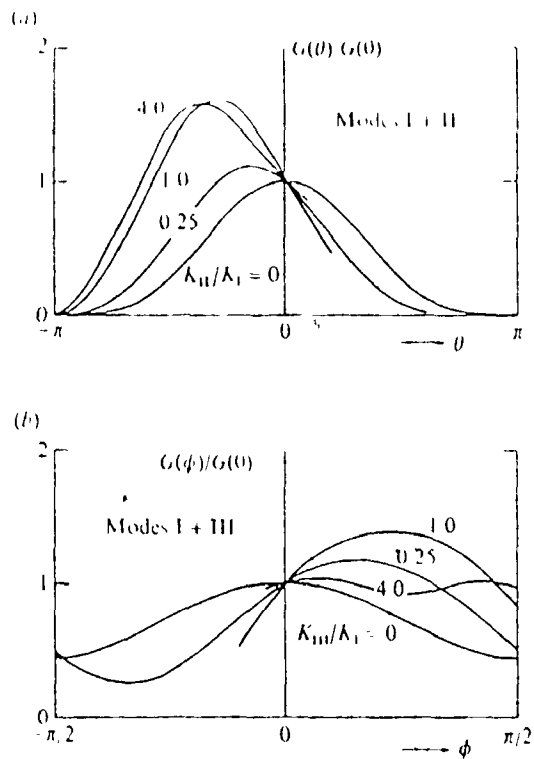 (a)
2
G(θ) G(0)
4.0
Modes I + II
1
1.0
0.25
K_II/K_I = 0
0
-π
0
π
θ
(b)
2
G(φ)/G(0)
1.0
Modes I + III
0.25
1
4.0
K_III/K_I = 0
0
-π/2
0
π/2
φ